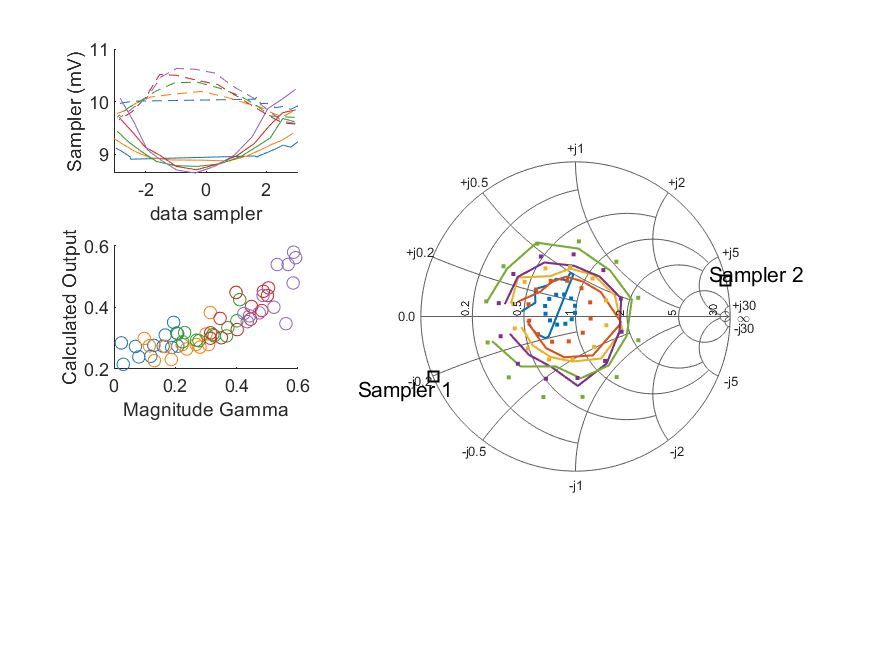 11
10
9
Sampler (mV)
-2 0 2
data sampler
0.6
0.4
0.2
Calculated Output
0 0.2 0.4 0.6
Magnitude Gamma
+j1
+j0.5
+j2
+j0.2
+j5
Sampler 2
+j30
0.0 0.2 0.5 1 2 5 30 ∞
-j30
-j0.2
-j5
Sampler 1
-j0.5
-j2
-j1